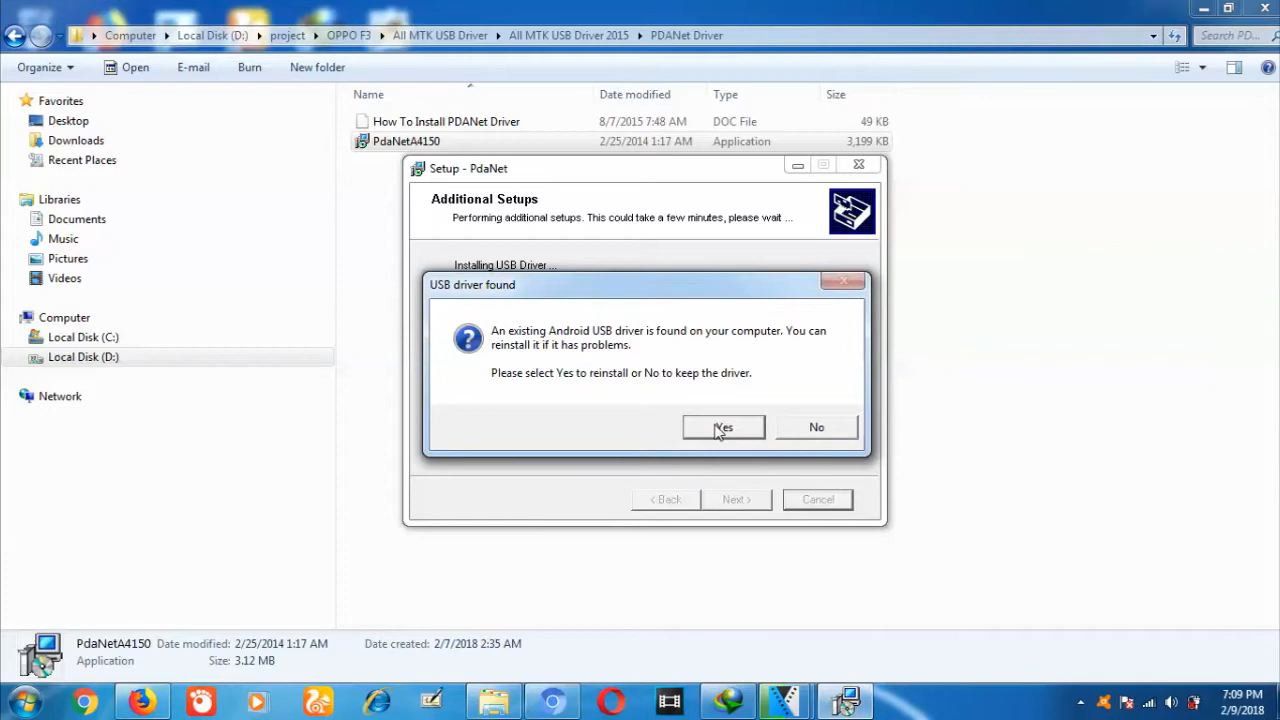 Computer Local Disk (D:) project OPPO F3 All MTK USB Driver All MTK USB Driver 2015 PDANet Driver Search PD...
Organize Open E-mail Burn New folder
Favorites
Desktop
Downloads
Recent Places
Libraries
Documents
Music
Pictures
Videos
Computer
Local Disk (C:)
Local Disk (D:)
Network
Name Date modified Type Size
How To Install PDANet Driver 8/7/2015 7:48 AM DOC File 49 KB
PdaNetA4150 2/25/2014 1:17 AM Application 3,199 KB
Setup - PdaNet
Additional Setups
Performing additional setups. This could take a few minutes, please wait ...
Installing USB Driver ...
USB driver found
An existing Android USB driver is found on your computer. You can
reinstall it if it has problems.
Please select Yes to reinstall or No to keep the driver.
Yes No
< Back Next > Cancel
PdaNetA4150 Date modified: 2/25/2014 1:17 AM Date created: 2/7/2018 2:35 AM
Application Size: 3.12 MB
7:09 PM
2/9/2018